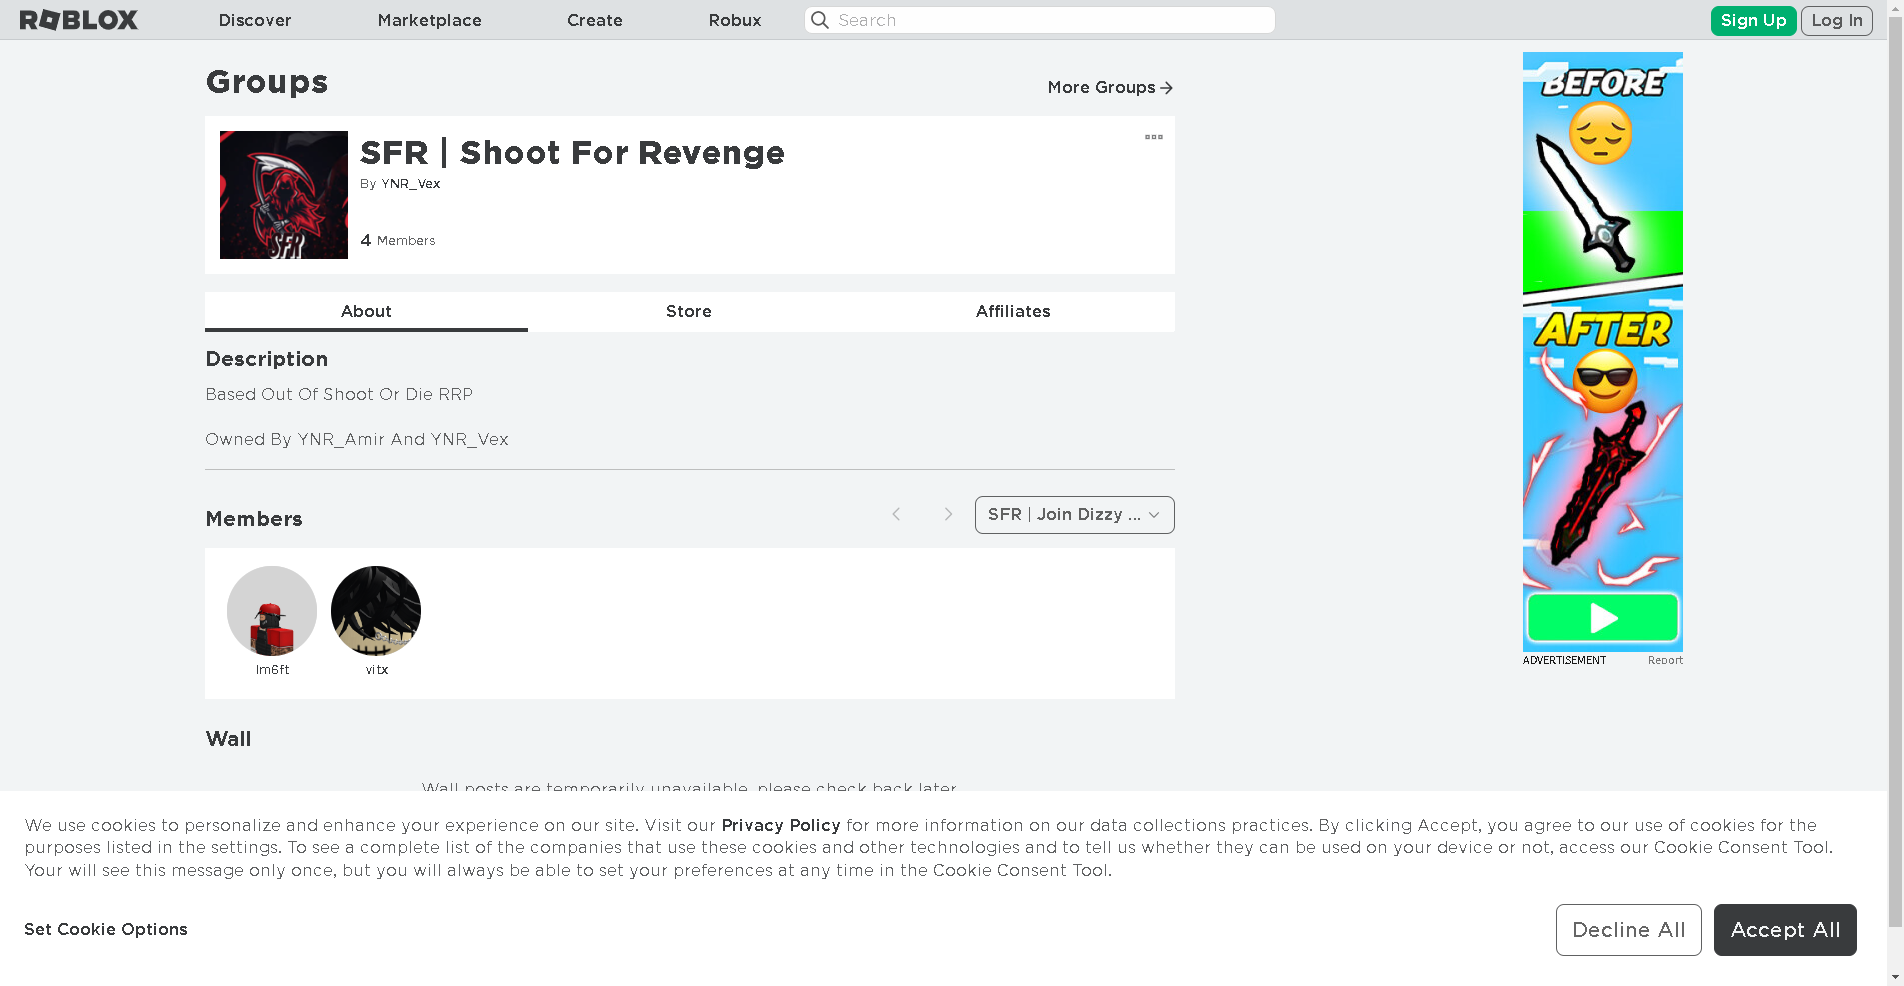 ROBLOX Discover Marketplace Create Robux Search Sign Up Log In
Groups
More Groups
SFR | Shoot For Revenge
By YNR_Vex
4 Members
SFR
About Store Affiliates
Description
Based Out Of Shoot Or Die RRP
Owned By YNR_Amir And YNR_Vex
Members
SFR | Join Dizzy ...
Im6ft vitx
Wall
Wall posts are temporarily unavailable, please check back later.
BEFORE
AFTER
ADVERTISEMENT Report
We use cookies to personalize and enhance your experience on our site. Visit our Privacy Policy for more information on our data collections practices. By clicking Accept, you agree to our use of cookies for the
purposes listed in the settings. To see a complete list of the companies that use these cookies and other technologies and to tell us whether they can be used on your device or not, access our Cookie Consent Tool.
Your will see this message only once, but you will always be able to set your preferences at any time in the Cookie Consent Tool.
Set Cookie Options
Decline All Accept All